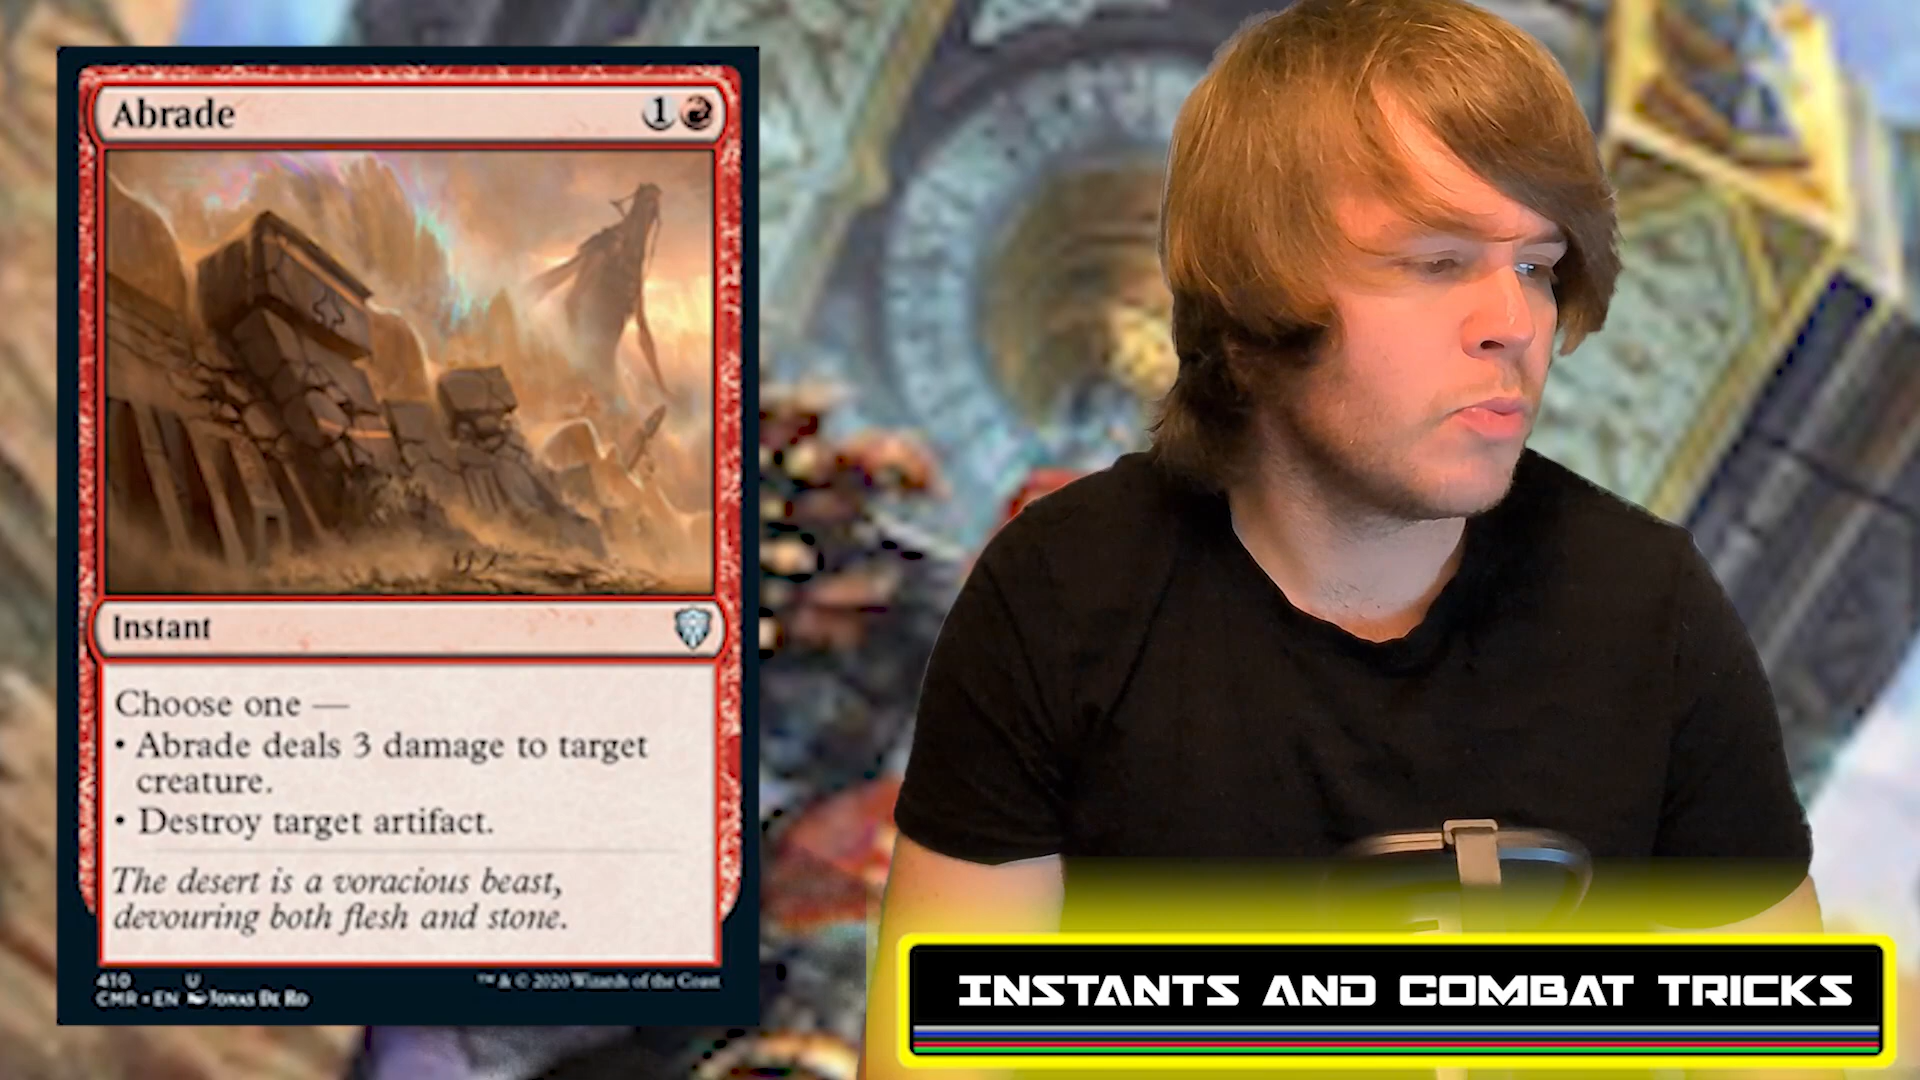 Abrade 1
Instant
Choose one —
• Abrade deals 3 damage to target
creature.
• Destroy target artifact.
The desert is a voracious beast,
devouring both flesh and stone.
410 U
CMR • EN Jonas De Ro
™ & © 2020 Wizards of the Coast
INSTANTS AND COMBAT TRICKS